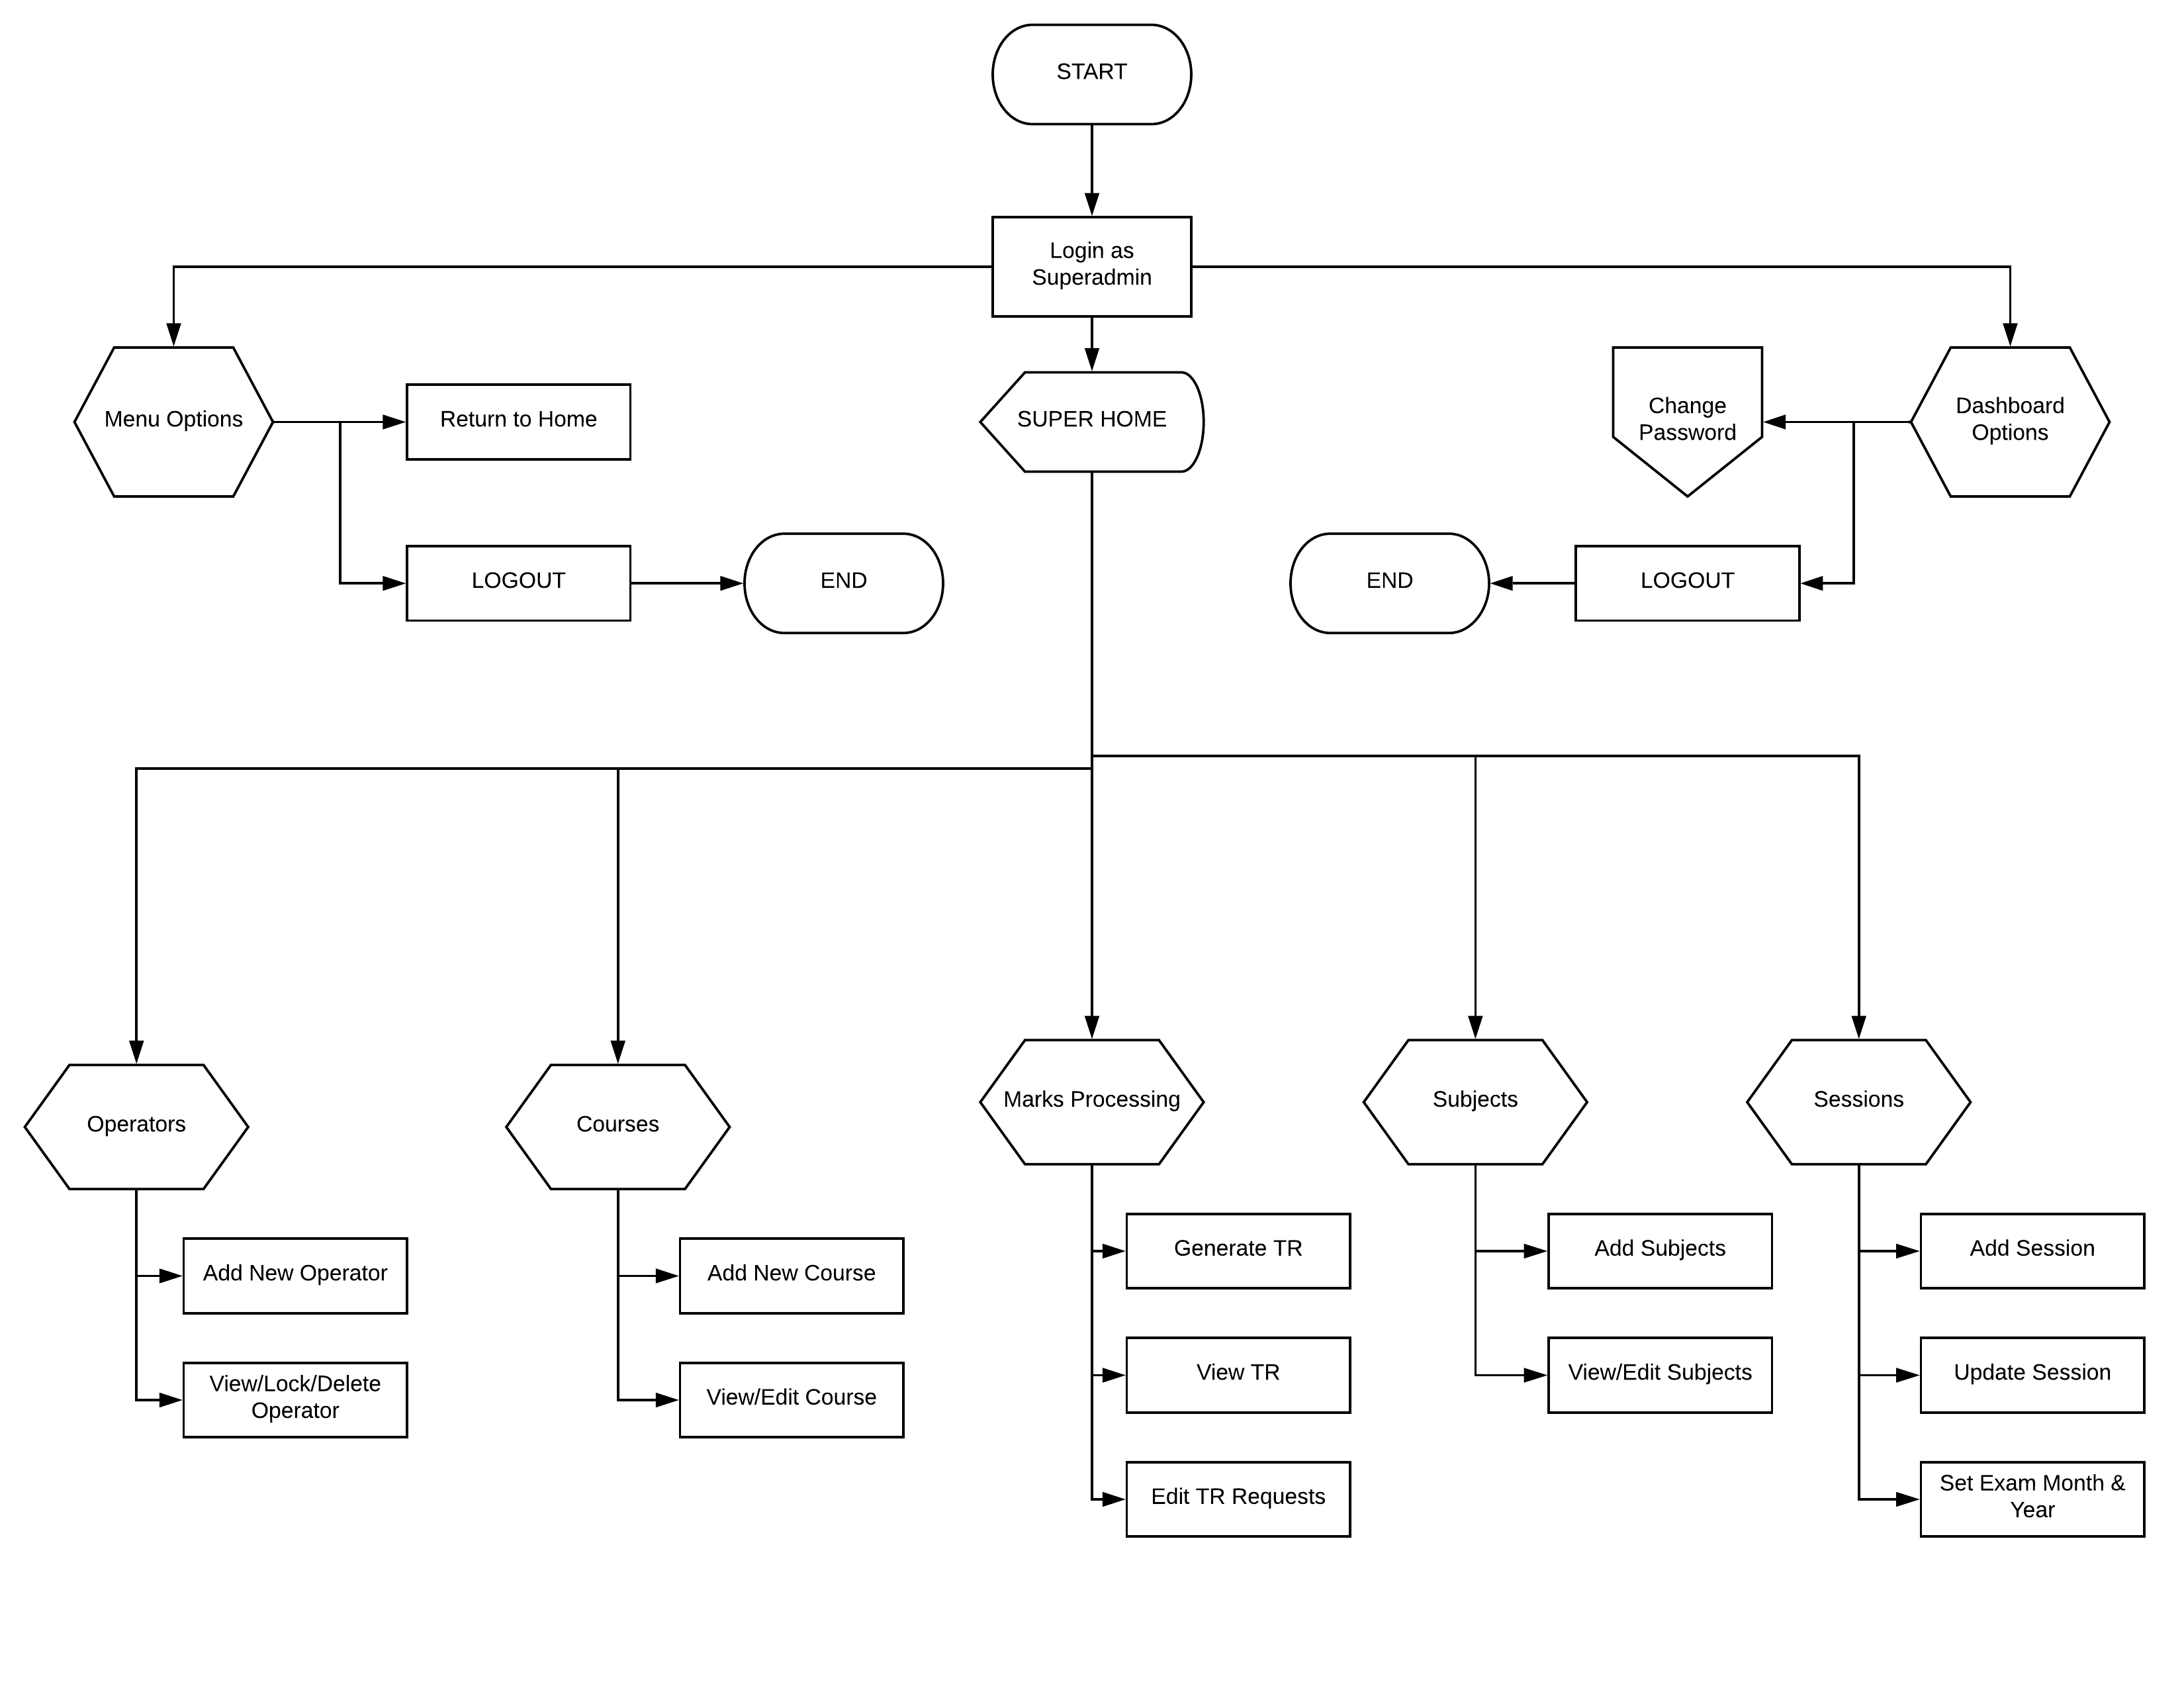 START
Login as
Superadmin
Menu Options
Return to Home
SUPER HOME
Change
Password
Dashboard
Options
LOGOUT
END
END
LOGOUT
Operators
Courses
Marks Processing
Subjects
Sessions
Add New Operator
View/Lock/Delete
Operator
Add New Course
View/Edit Course
Generate TR
View TR
Edit TR Requests
Add Subjects
View/Edit Subjects
Add Session
Update Session
Set Exam Month &
Year